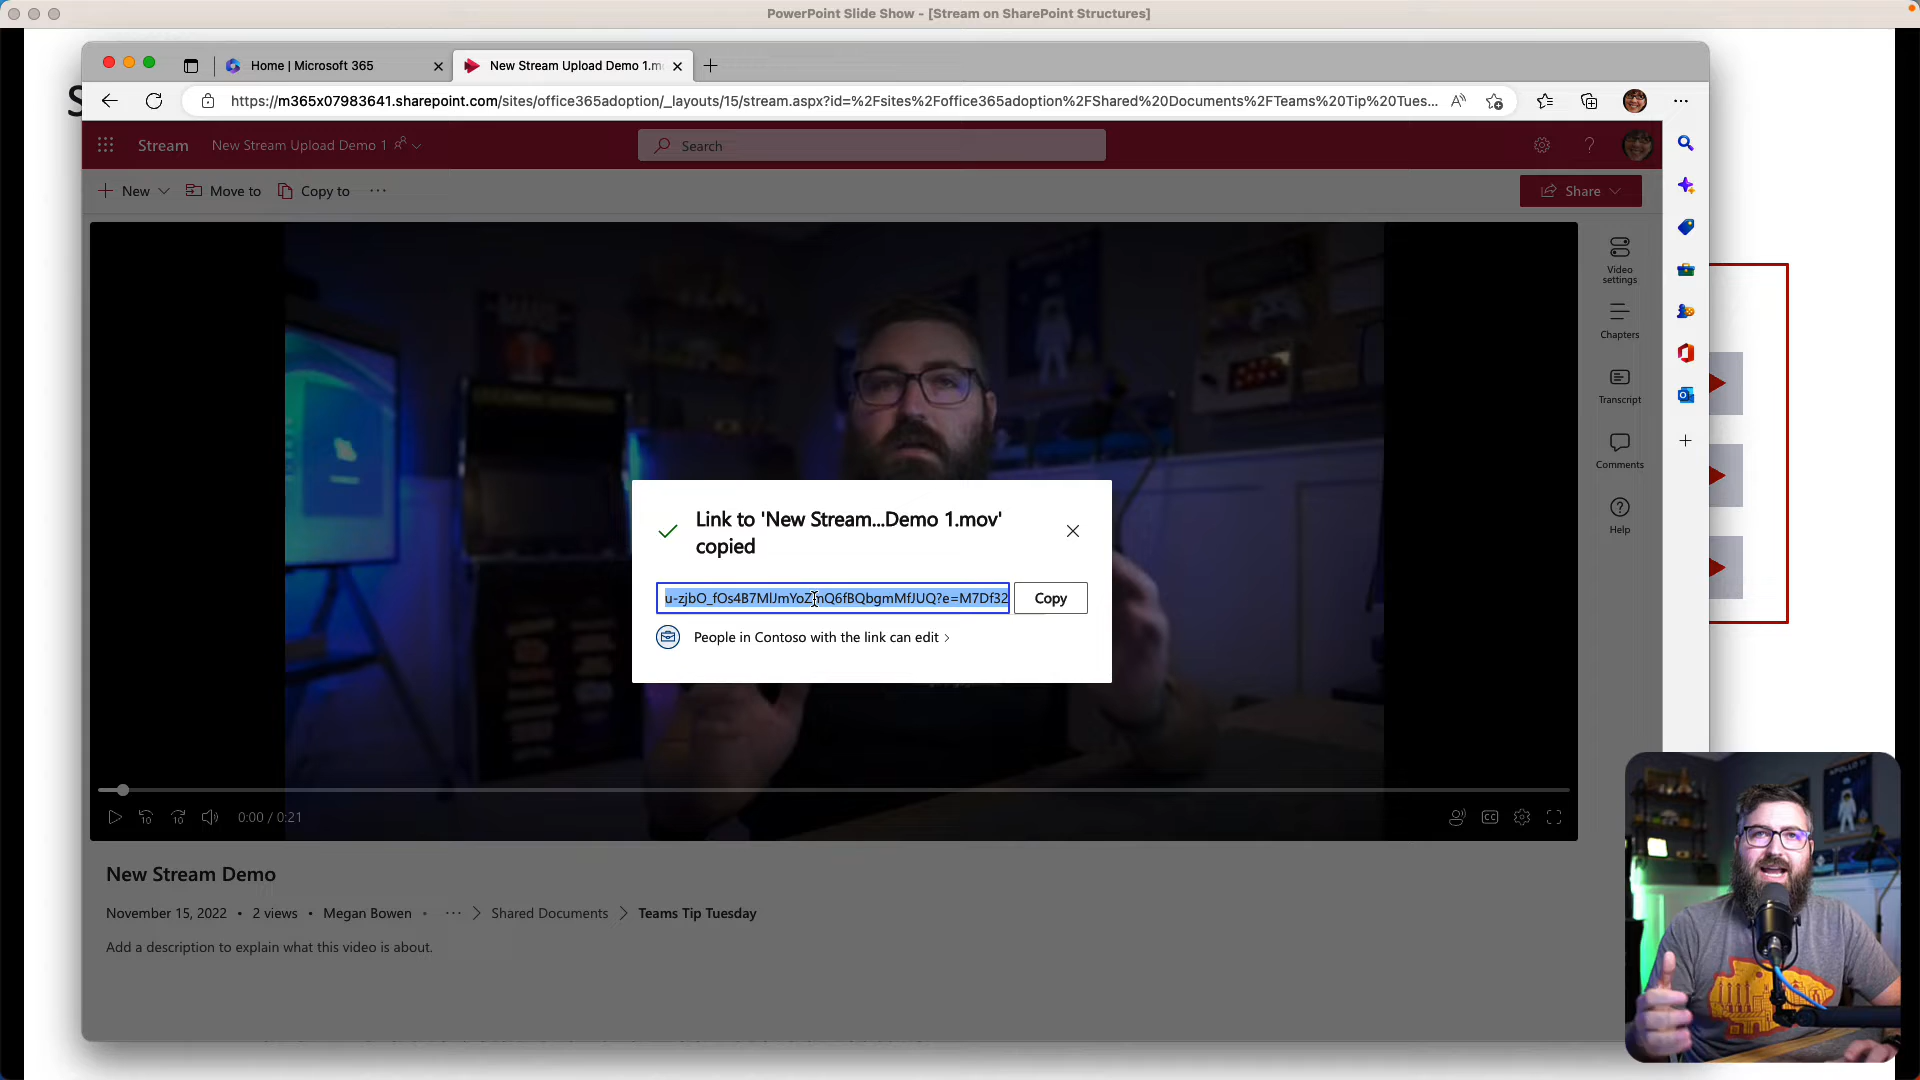 PowerPoint Slide Show - [Stream on SharePoint Structures]
Home | Microsoft 365
New Stream Upload Demo 1.m
https://m365x07983641.sharepoint.com/sites/office365adoption/_layouts/15/stream.aspx?id=%2Fsites%2Foffice365adoption%2FShared%20Documents%2FTeams%20Tip%20Tues...
Stream
New Stream Upload Demo 1
Search
New
Move to
Copy to
Share
Video settings
Chapters
Transcript
Comments
Help
Link to 'New Stream...Demo 1.mov'
copied
Copy
People in Contoso with the link can edit >
0:00 / 0:21
New Stream Demo
November 15, 2022 • 2 views • Megan Bowen • ... > Shared Documents > Teams Tip Tuesday
Add a description to explain what this video is about.